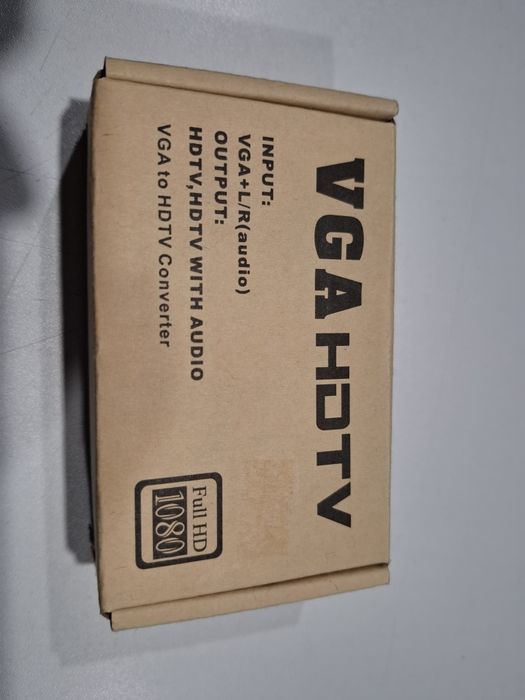 VGA HDTV
INPUT:
VGA+L/R(audio)
OUTPUT:
HDTV,HDTV WITH AUDIO
VGA to HDTV Converter
Full HD
1080